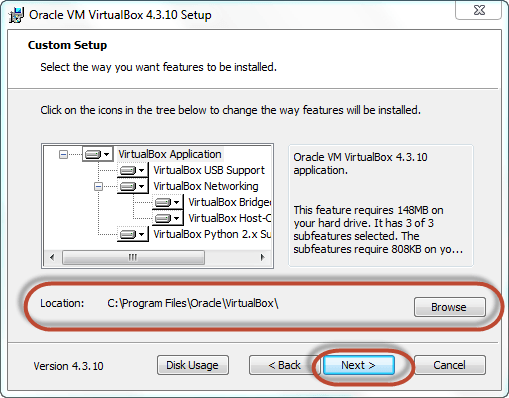 Oracle VM VirtualBox 4.3.10 Setup
Custom Setup
Select the way you want features to be installed.
Click on the icons in the tree below to change the way features will be installed.
VirtualBox Application
VirtualBox USB Support
VirtualBox Networking
VirtualBox Bridge
VirtualBox Host-C
VirtualBox Python 2.x Su
Oracle VM VirtualBox 4.3.10
application.
This feature requires 148MB on
your hard drive. It has 3 of 3
subfeatures selected. The
subfeatures require 808KB on yo...
Location: C:\Program Files\Oracle\VirtualBox\ Browse
Version 4.3.10 Disk Usage < Back Next > Cancel